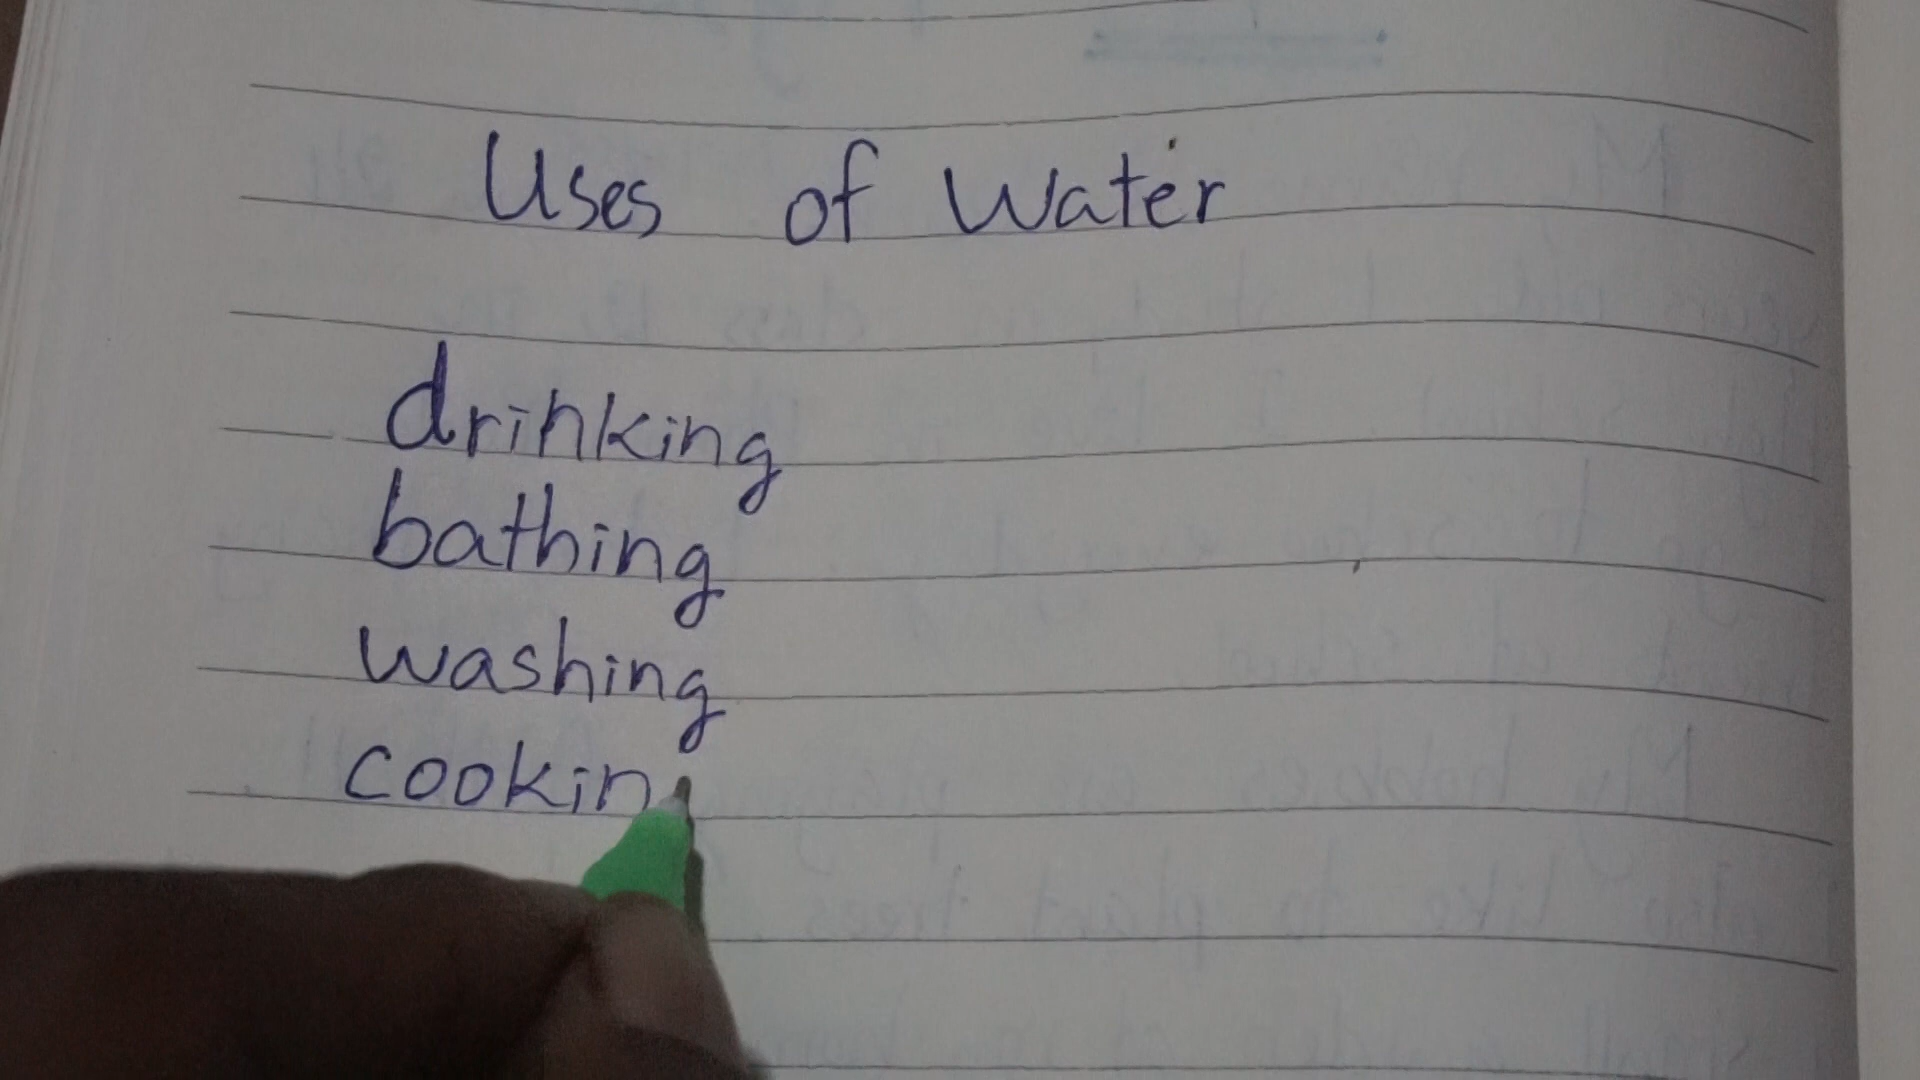 Uses of Water
drinking
bathing
washing
cookin